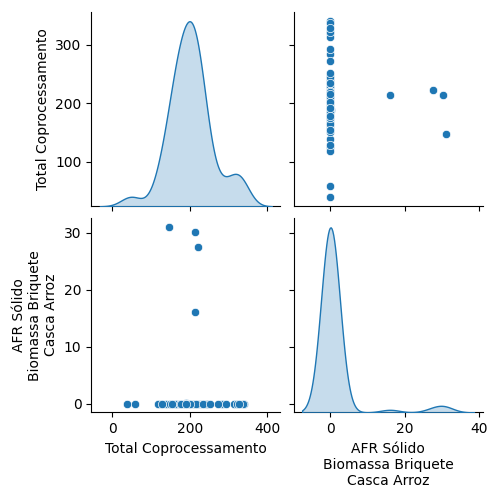 Total Coprocessamento
300
200
100
AFR Sólido
Biomassa Briquete
Casca Arroz
30
20
10
0
0
200
400
Total Coprocessamento
0
20
40
AFR Sólido
Biomassa Briquete
Casca Arroz